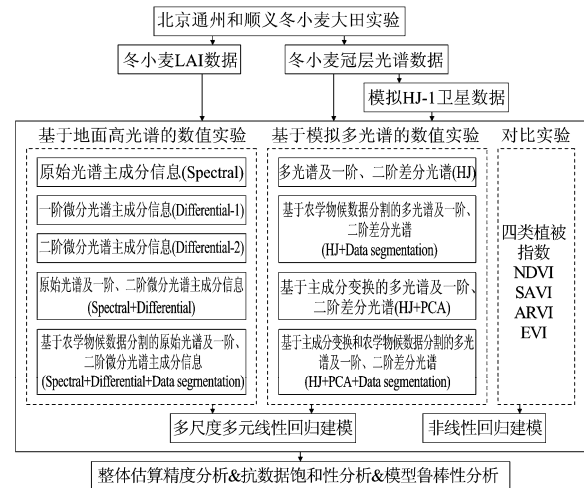 北京通州和顺义冬小麦大田实验
冬小麦LAI数据
冬小麦冠层光谱数据
模拟HJ-1卫星数据
基于地面高光谱的数值实验
原始光谱主成分信息(Spectral)
一阶微分光谱主成分信息(Differential-1)
二阶微分光谱主成分信息(Differential-2)
原始光谱及一阶、二阶微分光谱主成分信息
(Spectral+Differential)
基于农学物候数据分割的原始光谱及一阶、
二阶微分光谱主成分信息
(Spectral+Differential+Data segrnentation)
基于模拟多光谱的数值实验
多光谱及一阶、二阶差分光谱(HJ)
基于农学物候数据分割的多光谱及一阶、
二阶差分光谱
(HJ+Data segmentation)
基于主成分变换的多光谱及一阶、
二阶差分光谱(HJ+PCA)
基于主成分变换和农学物候数据分割的多光
谱及一阶、二阶差分光谱
(HJ+PCA+Data segmentation)
对比实验
四类植被
指数
NDVI
SAVI
ARVI
EVI
多尺度多元线性回归建模
非线性回归建模
整体估算精度分析&抗数据饱和性分析&模型鲁棒性分析